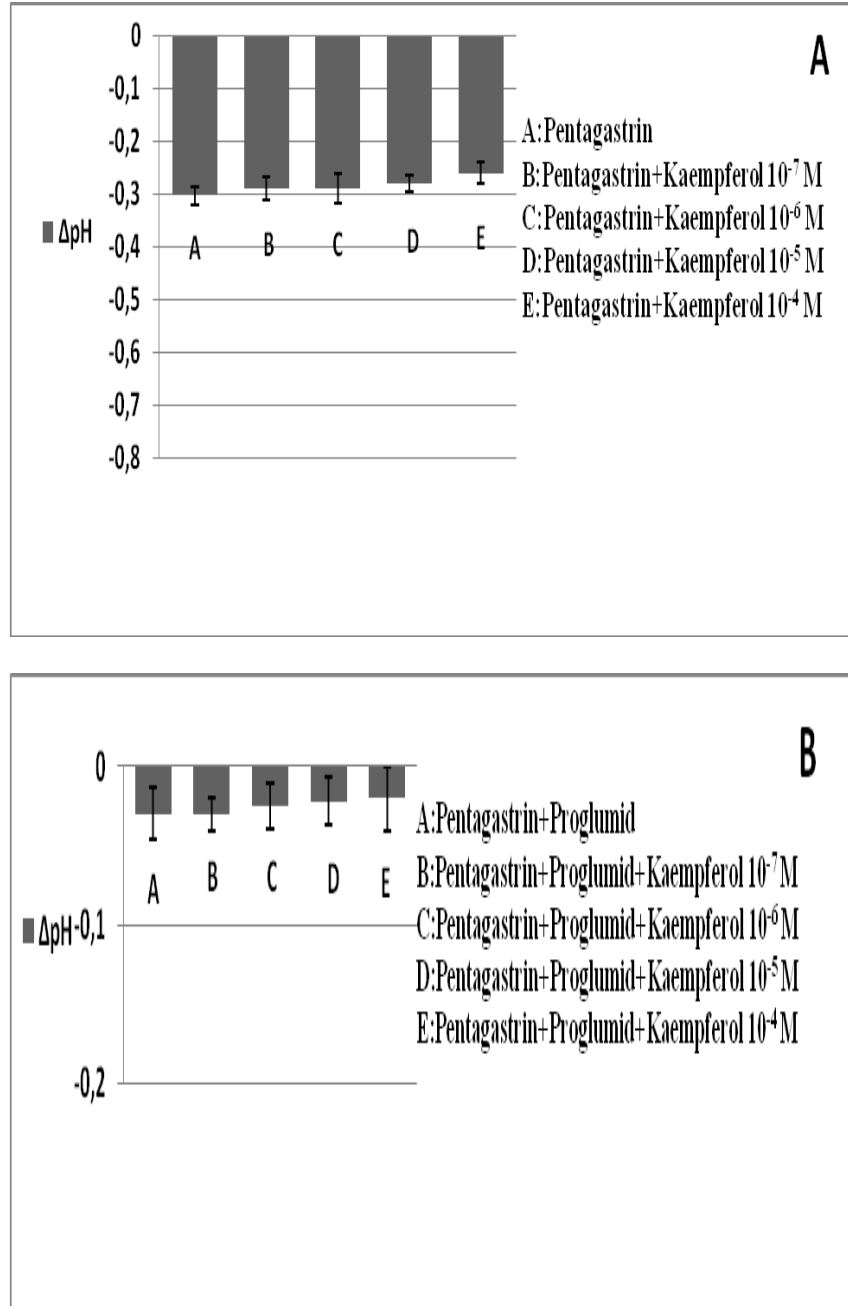 A
0
-0,1
-0,2
-0,3
-0,4
-0,5
-0,6
-0,7
-0,8
ΔpH
A B C D E
A:Pentagastrin
B:Pentagastrin+Kaempferol 10⁻⁷ M
C:Pentagastrin+Kaempferol 10⁻⁶ M
D:Pentagastrin+Kaempferol 10⁻⁵ M
E:Pentagastrin+Kaempferol 10⁻⁴ M
B
0
-0,1
-0,2
ΔpH
A B C D E
A:Pentagastrin+Proglumid
B:Pentagastrin+Proglumid+Kaempferol 10⁻⁷ M
C:Pentagastrin+Proglumid+Kaempferol 10⁻⁶ M
D:Pentagastrin+Proglumid+Kaempferol 10⁻⁵ M
E:Pentagastrin+Proglumid+Kaempferol 10⁻⁴ M